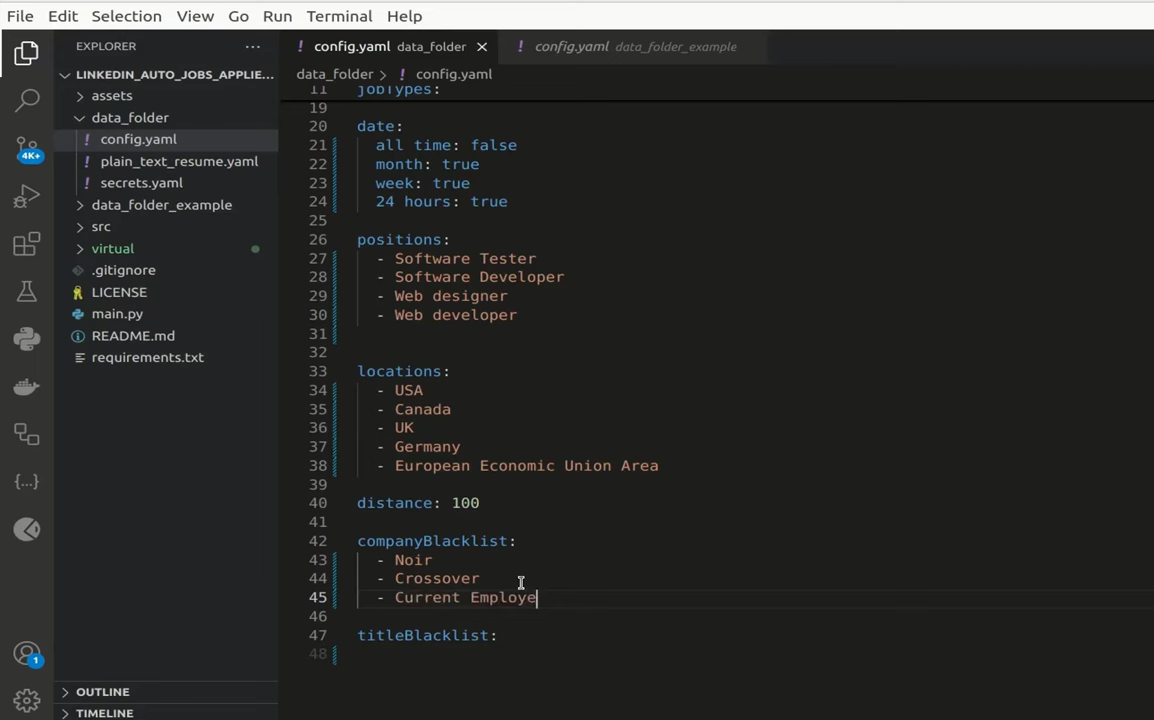 File Edit Selection View Go Run Terminal Help
EXPLORER ...
config.yaml data_folder
config.yaml data_folder_example
LINKEDIN_AUTO_JOBS_APPLIE...
data_folder > config.yaml
assets
data_folder
config.yaml
plain_text_resume.yaml
secrets.yaml
data_folder_example
src
virtual
.gitignore
LICENSE
main.py
README.md
requirements.txt
OUTLINE
TIMELINE
4K+
1
11 jobTypes:
19
20 date:
21 all time: false
22 month: true
23 week: true
24 24 hours: true
25
26 positions:
27 - Software Tester
28 - Software Developer
29 - Web designer
30 - Web developer
31
32
33 locations:
34 - USA
35 - Canada
36 - UK
37 - Germany
38 - European Economic Union Area
39
40 distance: 100
41
42 companyBlacklist:
43 - Noir
44 - Crossover
45 - Current Employe
46
47 titleBlacklist:
48